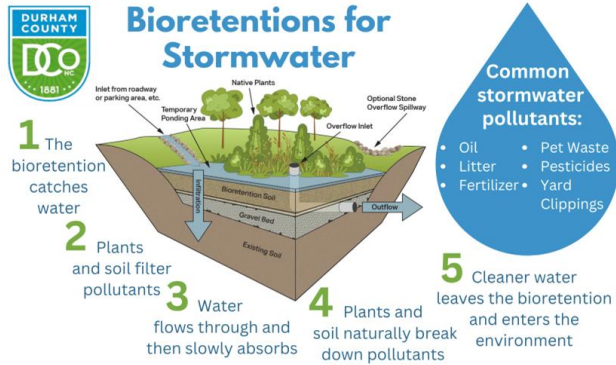 DURHAM
COUNTY
DCO
NC
1881
Bioretentions for
Stormwater
Common
stormwater
pollutants:
• Oil
• Litter
• Fertilizer
• Pet Waste
• Pesticides
• Yard
Clippings
Inlet from roadway
or parking area, etc.
Temporary
Ponding Area
Native Plants
Overflow Inlet
Optional Stone
Overflow Spillway
Infiltration
Bioretention Soil
Gravel Bed
Existing Soil
Outflow
1 The
bioretention
catches
water
2 Plants
and soil filter
pollutants
3 Water
flows through and
then slowly absorbs
4 Plants and
soil naturally break
down pollutants
5 Cleaner water
leaves the bioretention
and enters the
environment